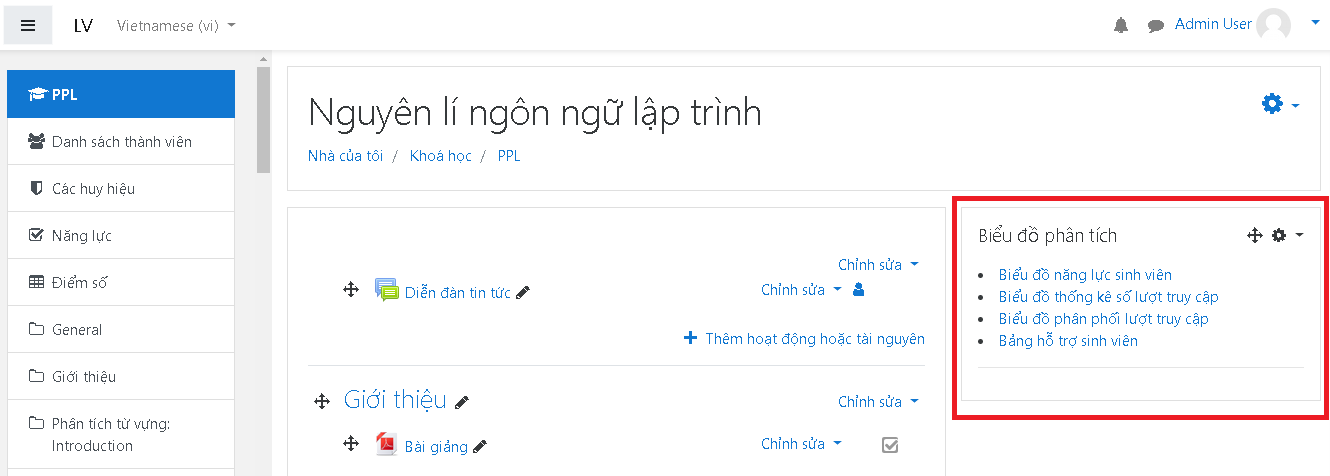 LV Vietnamese (vi) Admin User
PPL
Danh sách thành viên
Các huy hiệu
Năng lực
Điểm số
General
Giới thiệu
Phân tích từ vựng:
Introduction
Nguyên lí ngôn ngữ lập trình
Nhà của tôi / Khoá học / PPL
Chỉnh sửa
Diễn đàn tin tức Chỉnh sửa
Thêm hoạt động hoặc tài nguyên
Giới thiệu Chỉnh sửa
Bài giảng Chỉnh sửa
Biểu đồ phân tích
Biểu đồ năng lực sinh viên
Biểu đồ thống kê số lượt truy cập
Biểu đồ phân phối lượt truy cập
Bảng hỗ trợ sinh viên